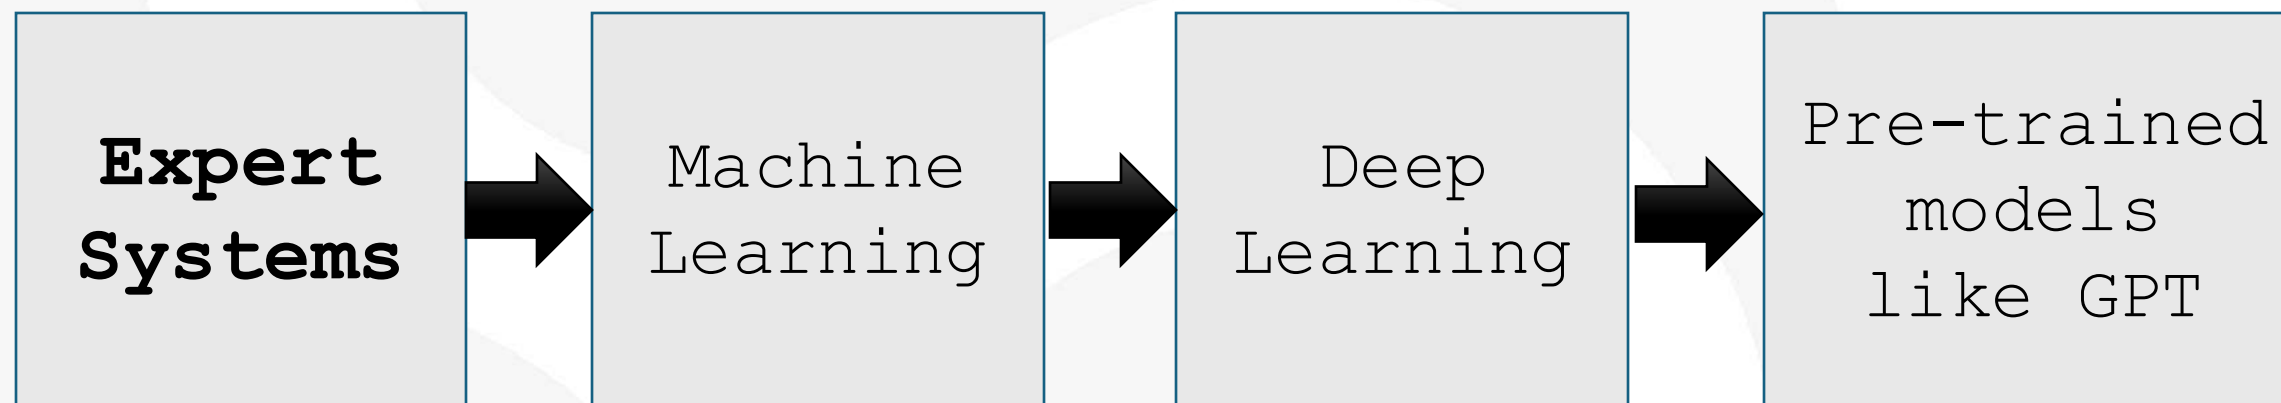 Expert
Systems
Machine
Learning
Deep
Learning
Pre-trained
models
like GPT